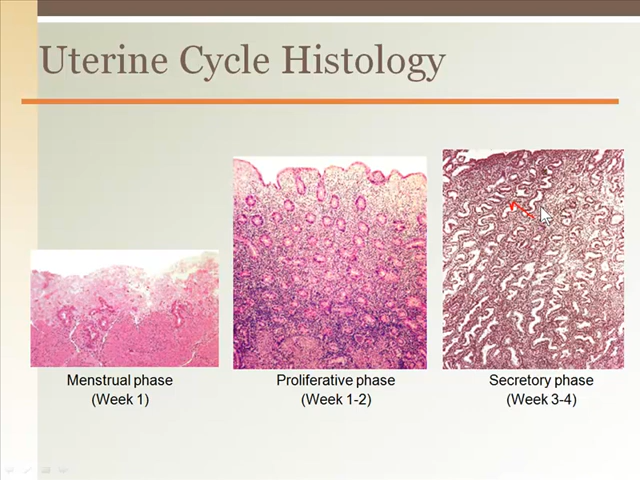 Uterine Cycle Histology
Menstrual phase
(Week 1)
Proliferative phase
(Week 1-2)
Secretory phase
(Week 3-4)